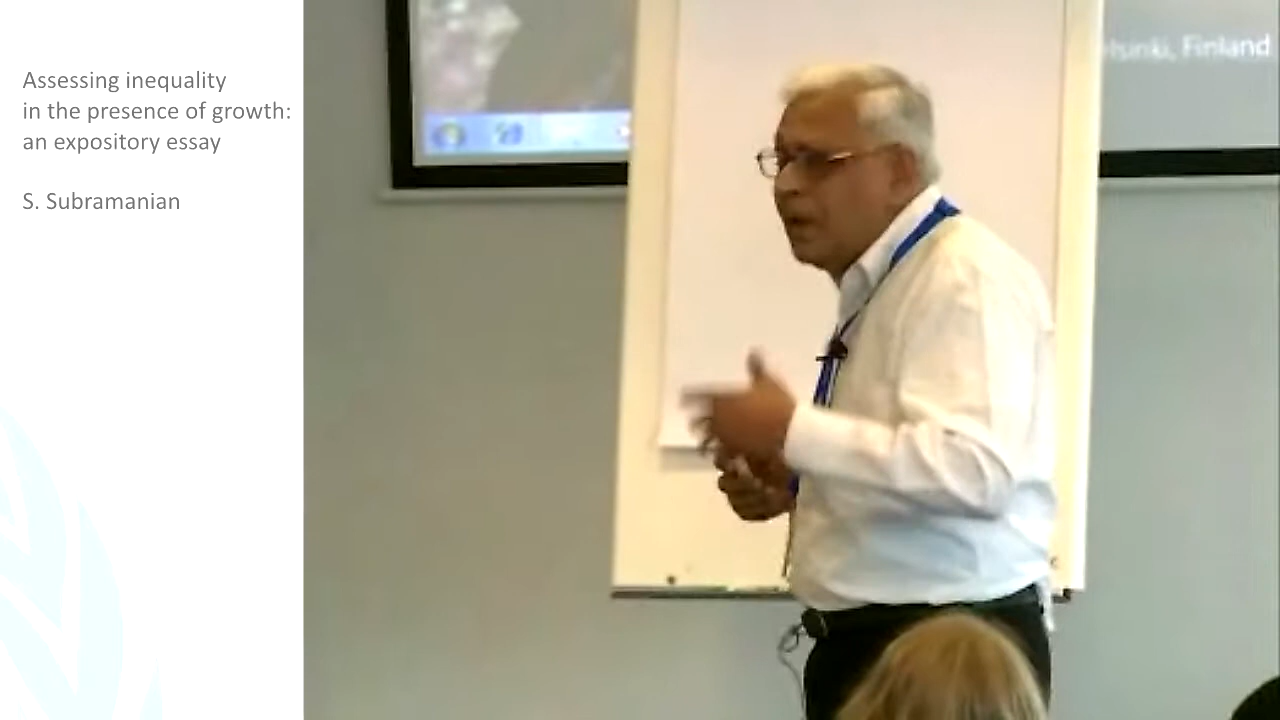 Assessing inequality
in the presence of growth:
an expository essay
S. Subramanian
Finland